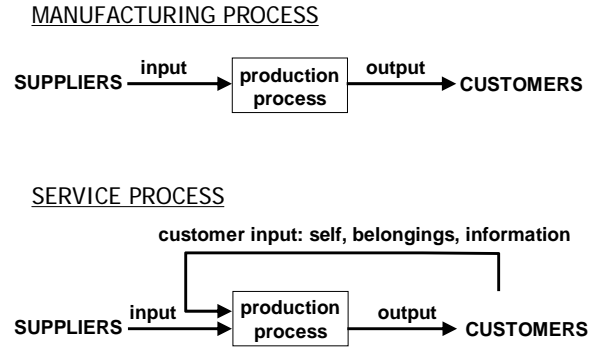 MANUFACTURING PROCESS
input
output
SUPPLIERS
production
process
CUSTOMERS
SERVICE PROCESS
customer input: self, belongings, information
input
output
SUPPLIERS
production
process
CUSTOMERS